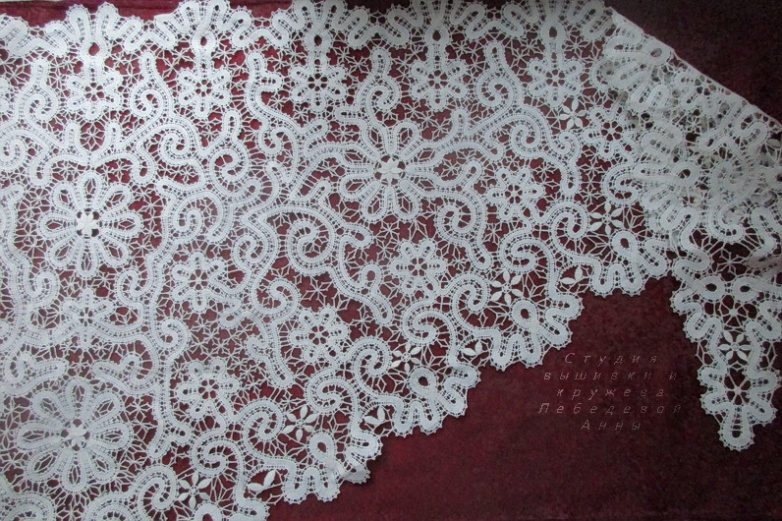 Студия
вышивки и
кружева
Лебедевой
Анны